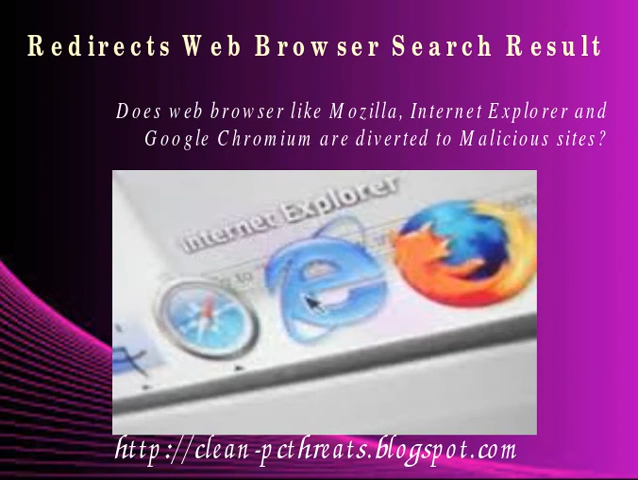 Redirects Web Browser Search Result
Does web browser like Mozilla, Internet Explorer and
Google Chromium are diverted to Malicious sites?
Internet Explorer
http://clean-pcthreats.blogspot.com